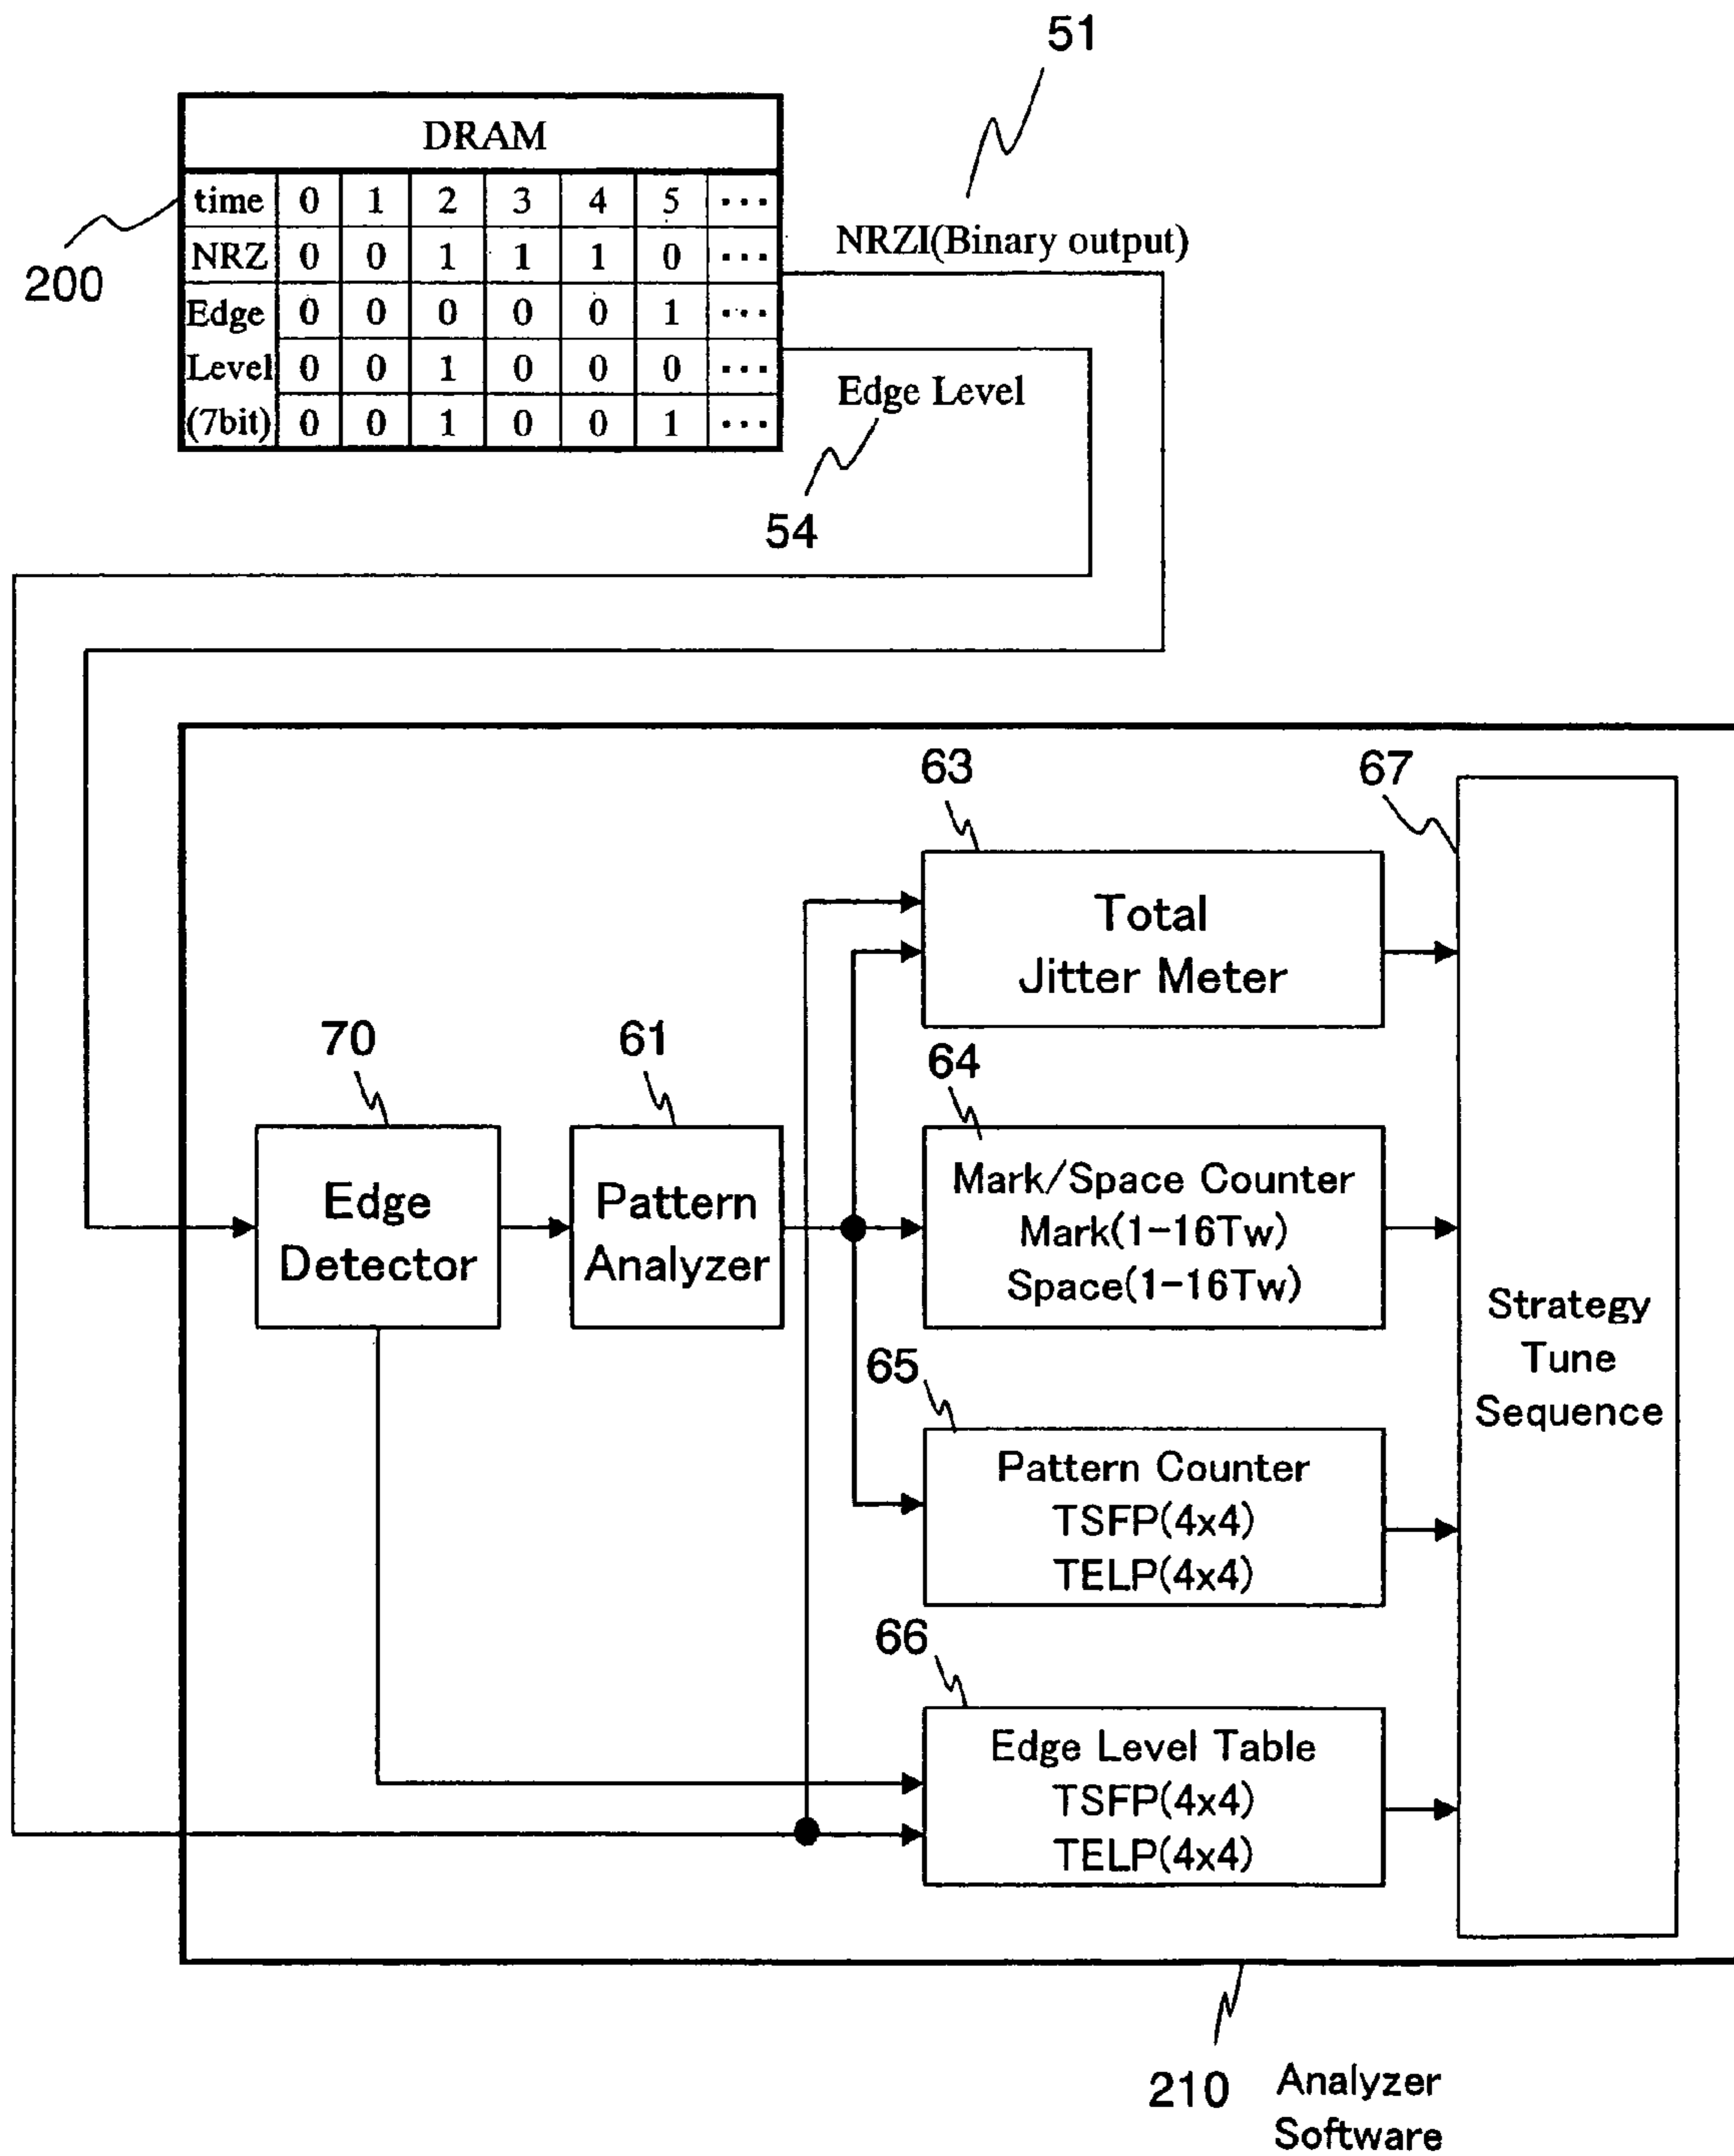 51
DRAM
time 0 1 2 3 4 5 ...
NRZ 0 0 1 1 1 0 ...
Edge 0 0 0 0 0 1 ...
Level 0 0 1 0 0 0 ...
(7bit) 0 0 1 0 0 1 ...
200
NRZI(Binary output)
Edge Level
54
63
67
Total
Jitter Meter
70
61
64
Edge
Detector
Pattern
Analyzer
Mark/Space Counter
Mark(1-16Tw)
Space(1-16Tw)
Strategy
Tune
Sequence
65
Pattern Counter
TSFP(4x4)
TELP(4x4)
66
Edge Level Table
TSFP(4x4)
TELP(4x4)
210
Analyzer
Software